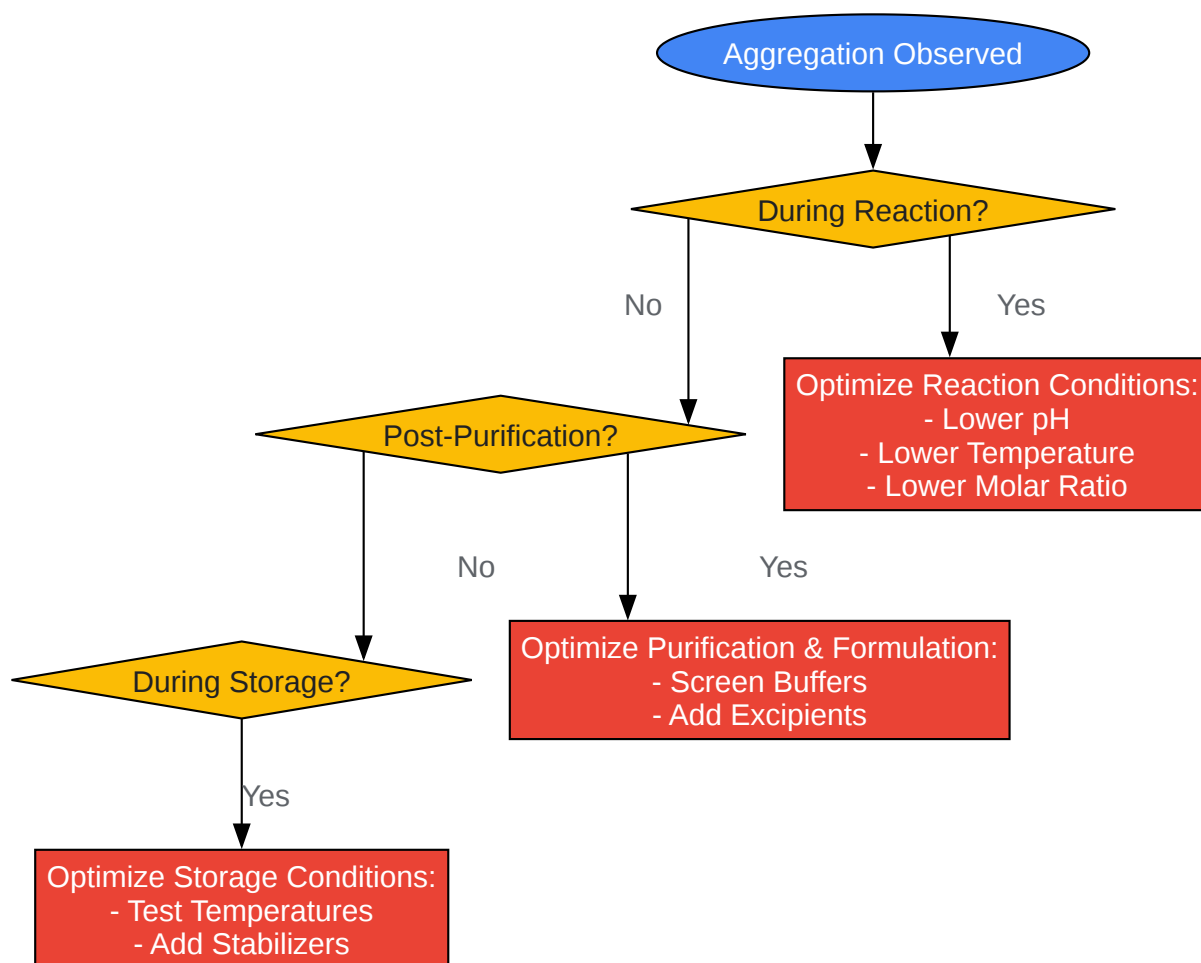 Aggregation Observed
During Reaction?
No
Yes
Optimize Reaction Conditions:
- Lower pH
- Lower Temperature
- Lower Molar Ratio
Post-Purification?
No
Yes
Optimize Purification & Formulation:
- Screen Buffers
- Add Excipients
During Storage?
Yes
Optimize Storage Conditions:
- Test Temperatures
- Add Stabilizers